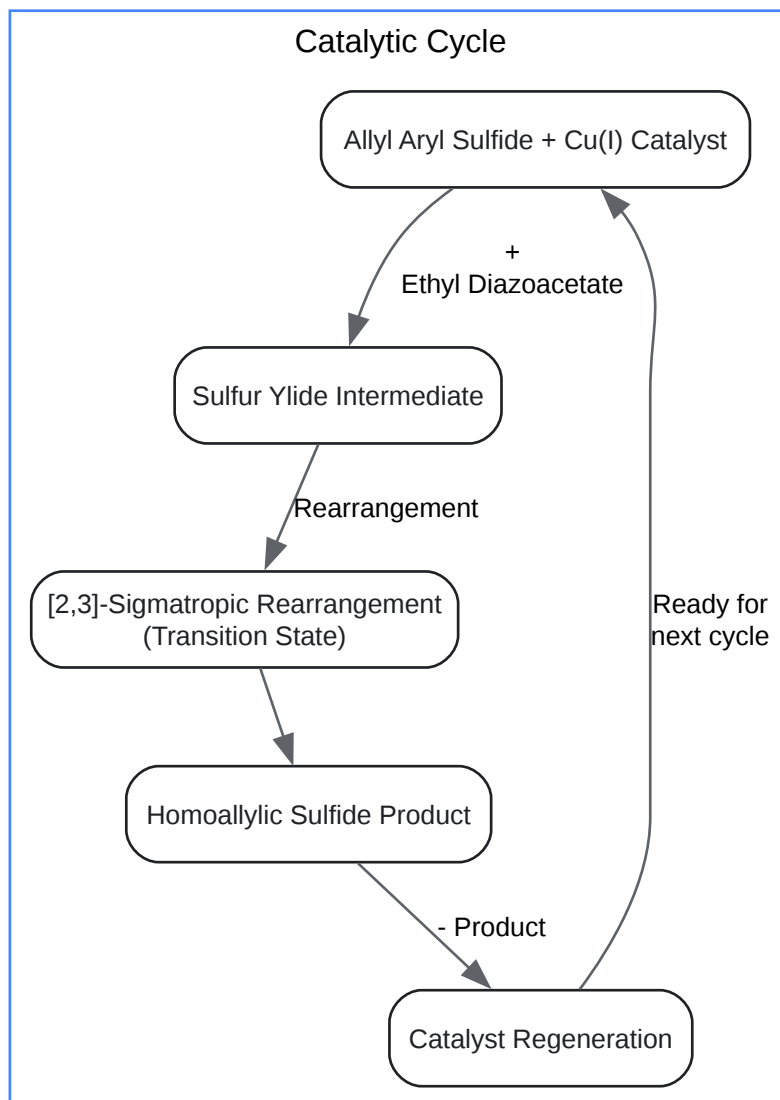 Catalytic Cycle
Allyl Aryl Sulfide + Cu(I) Catalyst
+
Ethyl Diazoacetate
Sulfur Ylide Intermediate
Rearrangement
[2,3]-Sigmatropic Rearrangement
(Transition State)
Ready for
next cycle
Homoallylic Sulfide Product
- Product
Catalyst Regeneration